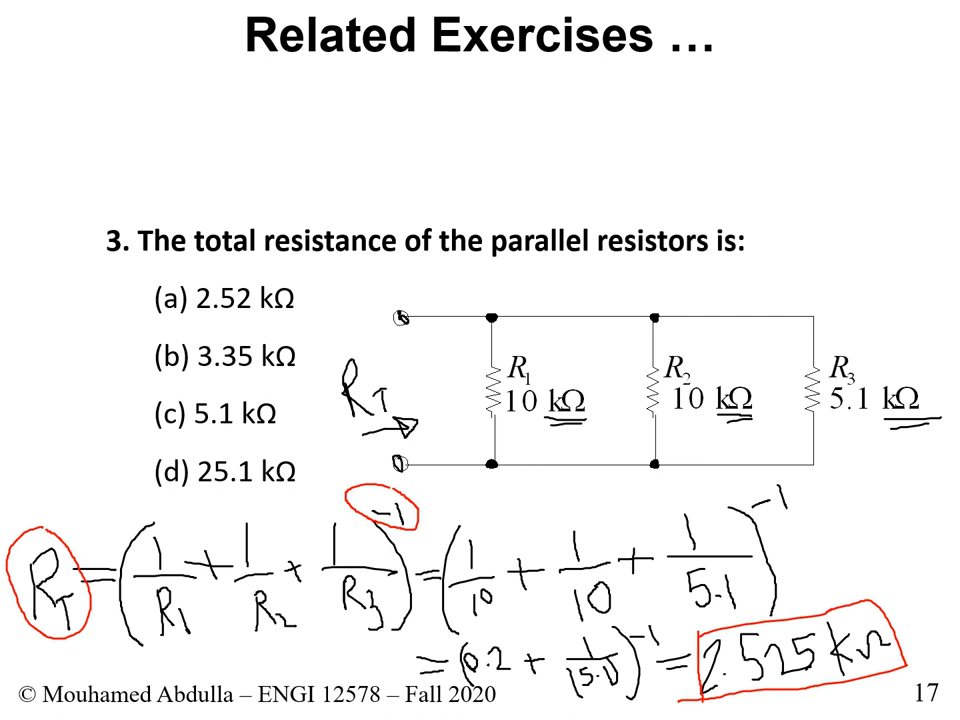 Related Exercises …
3. The total resistance of the parallel resistors is:
(a) 2.52 kΩ
(b) 3.35 kΩ
(c) 5.1 kΩ
(d) 25.1 kΩ
R_T
R₁
10 kΩ
R₂
10 kΩ
R₃
5.1 kΩ
R_T = (1/R₁ + 1/R₂ + 1/R₃)⁻¹ = (1/10 + 1/10 + 1/5.1)⁻¹
= (0.2 + 1/(5.1))⁻¹ = 2.525 kΩ
© Mouhamed Abdulla – ENGI 12578 – Fall 2020
17